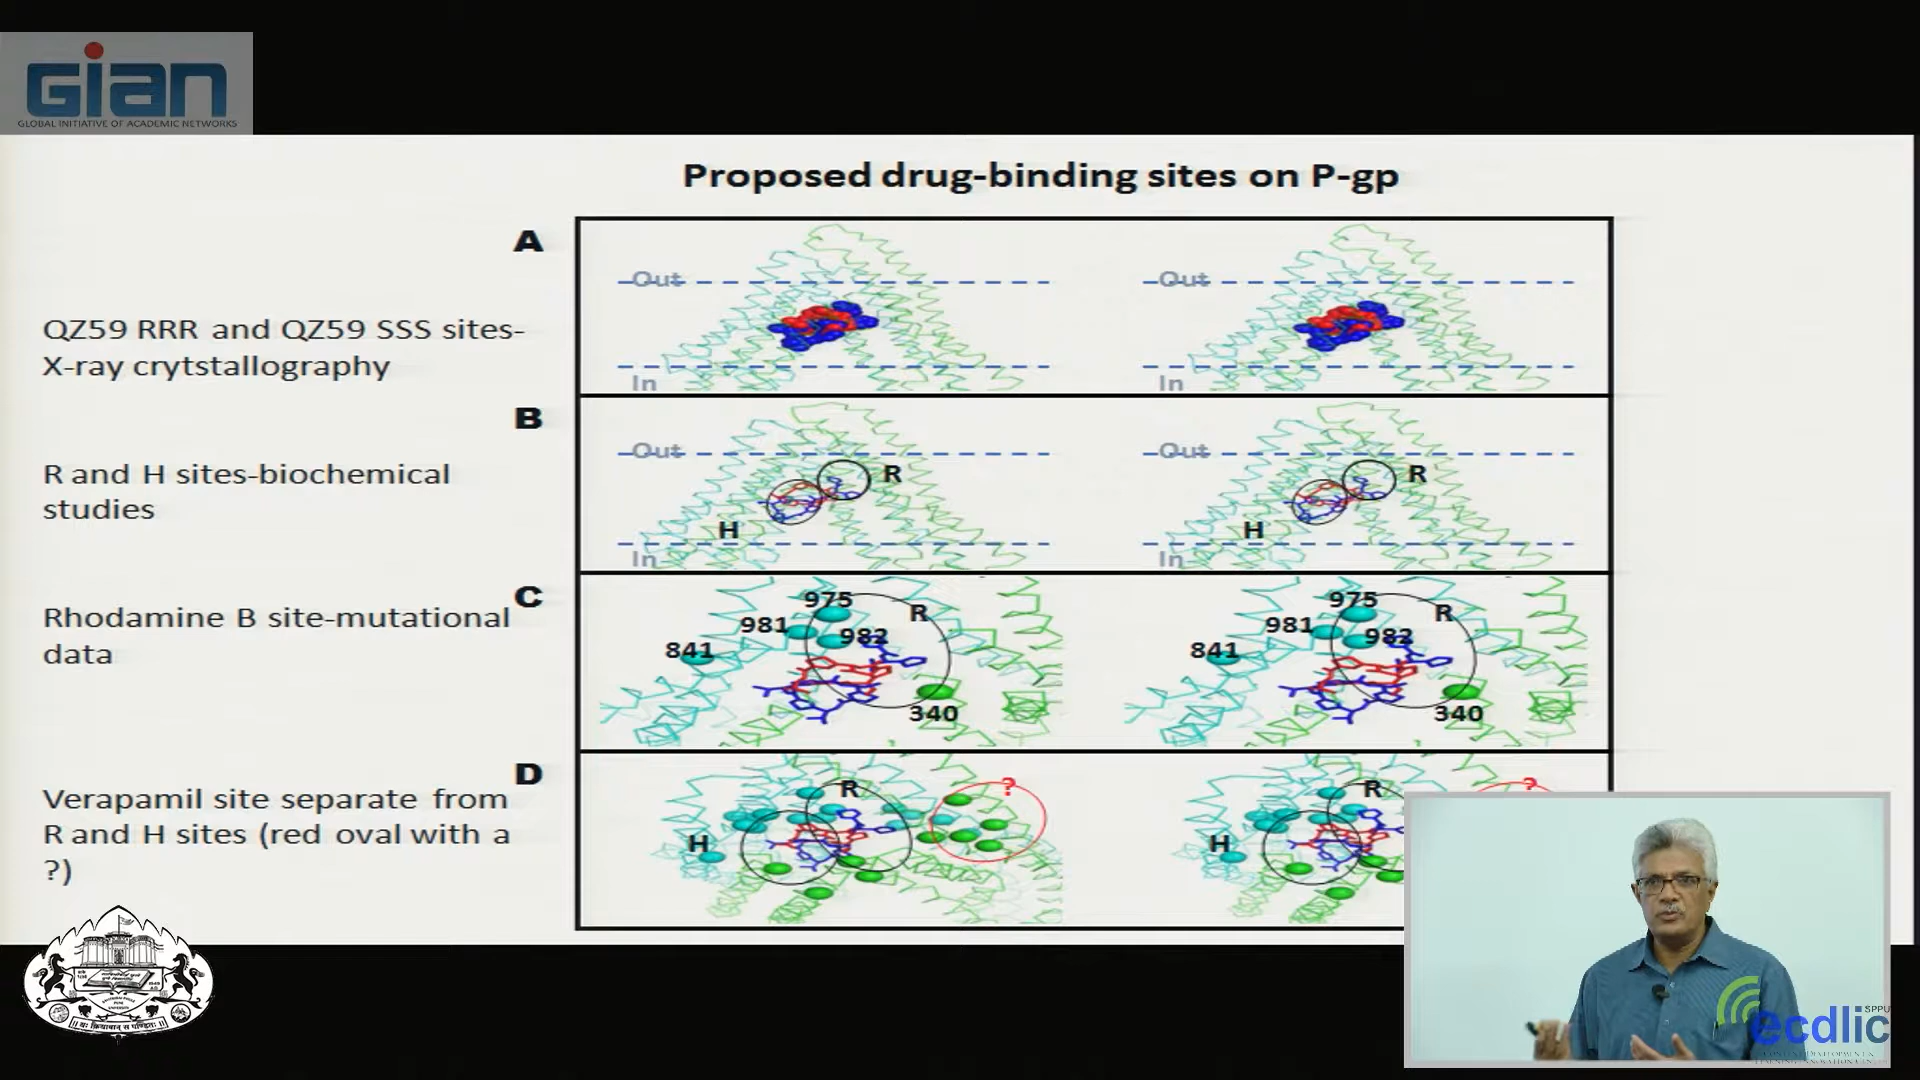 Gian
GLOBAL INITIATIVE OF ACADEMIC NETWORKS
Proposed drug-binding sites on P-gp
A
Out
Out
QZ59 RRR and QZ59 SSS sites-
X-ray crytstallography
In
In
B
Out
Out
R and H sites-biochemical
studies
R
R
H
H
In
In
C
Rhodamine B site-mutational
data
975
R
981
982
841
340
975
R
981
982
841
340
D
Verapamil site separate from
R and H sites (red oval with a
?)
R
?
H
R
?
H
SPPU
ecdlic